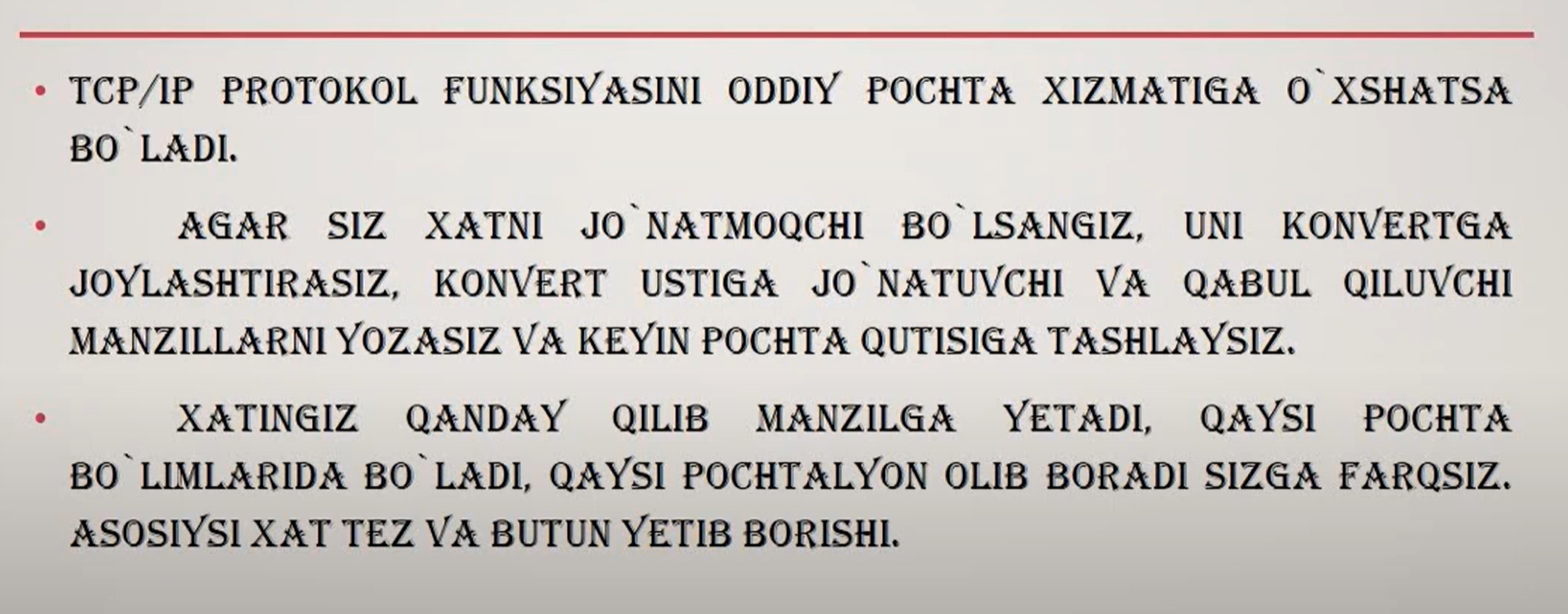 • TCP/IP PROTOKOL FUNKSIYASINI ODDIY POCHTA XIZMATIGA O`XSHATSA
BO`LADI.
• AGAR SIZ XATNI JO`NATMOQCHI BO`LSANGIZ, UNI KONVERTGA
JOYLASHTIRASIZ, KONVERT USTIGA JO`NATUVCHI VA QABUL QILUVCHI
MANZILLARNI YOZASIZ VA KEYIN POCHTA QUTISIGA TASHLAYSIZ.
• XATINGIZ QANDAY QILIB MANZILGA YETADI, QAYSI POCHTA
BO`LIMLARIDA BO`LADI, QAYSI POCHTALYON OLIB BORADI SIZGA FARQSIZ.
ASOSIYSI XAT TEZ VA BUTUN YETIB BORISHI.